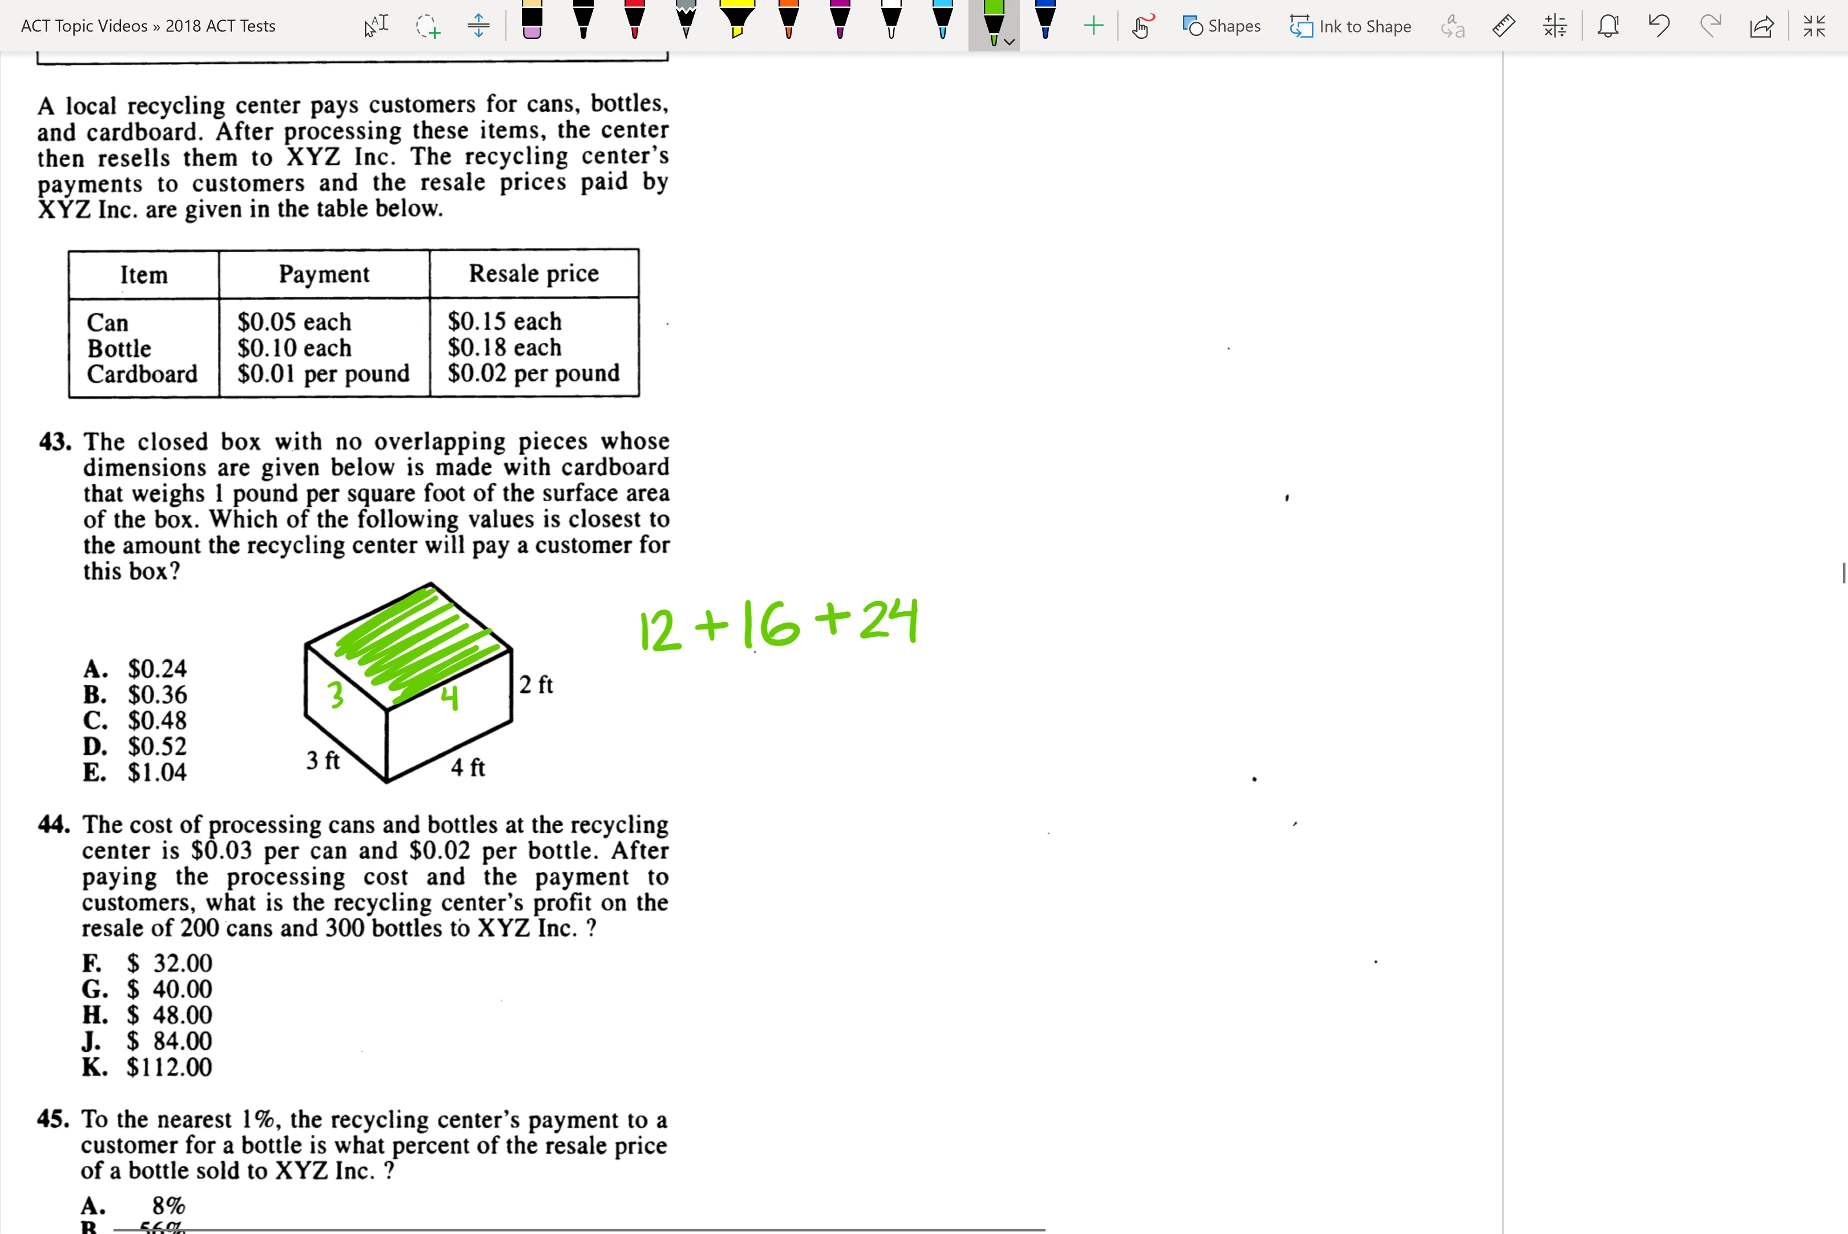 ACT Topic Videos » 2018 ACT Tests
Shapes
Ink to Shape
A local recycling center pays customers for cans, bottles,
and cardboard. After processing these items, the center
then resells them to XYZ Inc. The recycling center's
payments to customers and the resale prices paid by
XYZ Inc. are given in the table below.
Item Payment Resale price
Can $0.05 each $0.15 each
Bottle $0.10 each $0.18 each
Cardboard $0.01 per pound $0.02 per pound
43. The closed box with no overlapping pieces whose
dimensions are given below is made with cardboard
that weighs 1 pound per square foot of the surface area
of the box. Which of the following values is closest to
the amount the recycling center will pay a customer for
this box?
12 + 16 + 24
A. $0.24
B. $0.36
C. $0.48
D. $0.52
E. $1.04
3
4
2 ft
3 ft
4 ft
44. The cost of processing cans and bottles at the recycling
center is $0.03 per can and $0.02 per bottle. After
paying the processing cost and the payment to
customers, what is the recycling center's profit on the
resale of 200 cans and 300 bottles to XYZ Inc. ?
F. $ 32.00
G. $ 40.00
H. $ 48.00
J. $ 84.00
K. $112.00
45. To the nearest 1%, the recycling center's payment to a
customer for a bottle is what percent of the resale price
of a bottle sold to XYZ Inc. ?
A. 8%
B. 56%